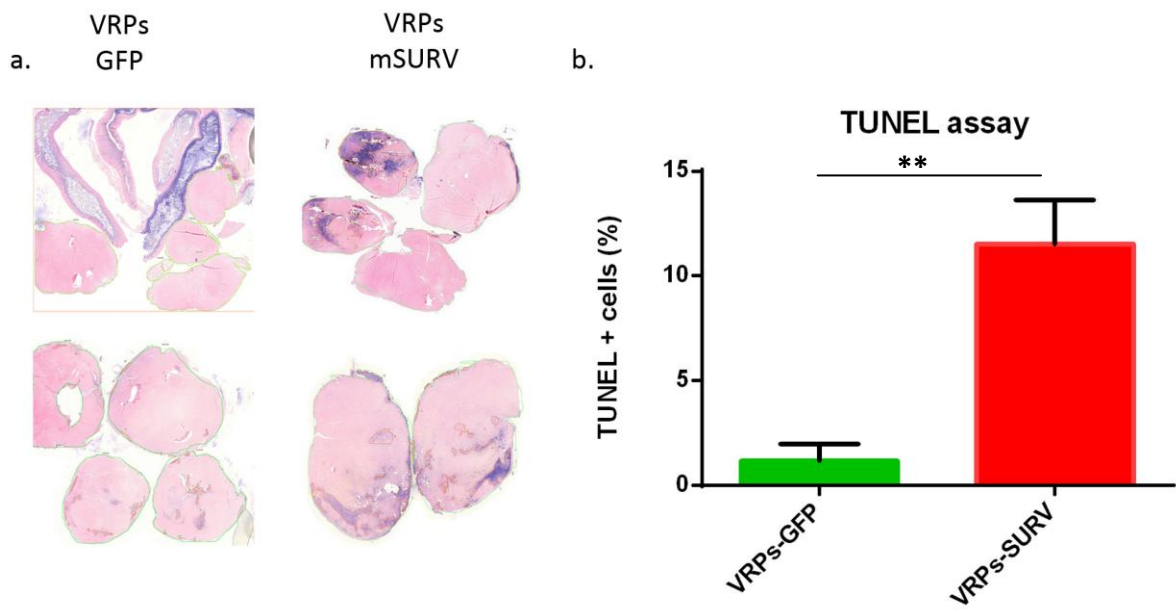 VRPs
GFP
VRPs
mSURV
a.
b.
TUNEL assay
**
15
10
5
0
TUNEL + cells (%)
VRPs-GFP
VRPs-SURV